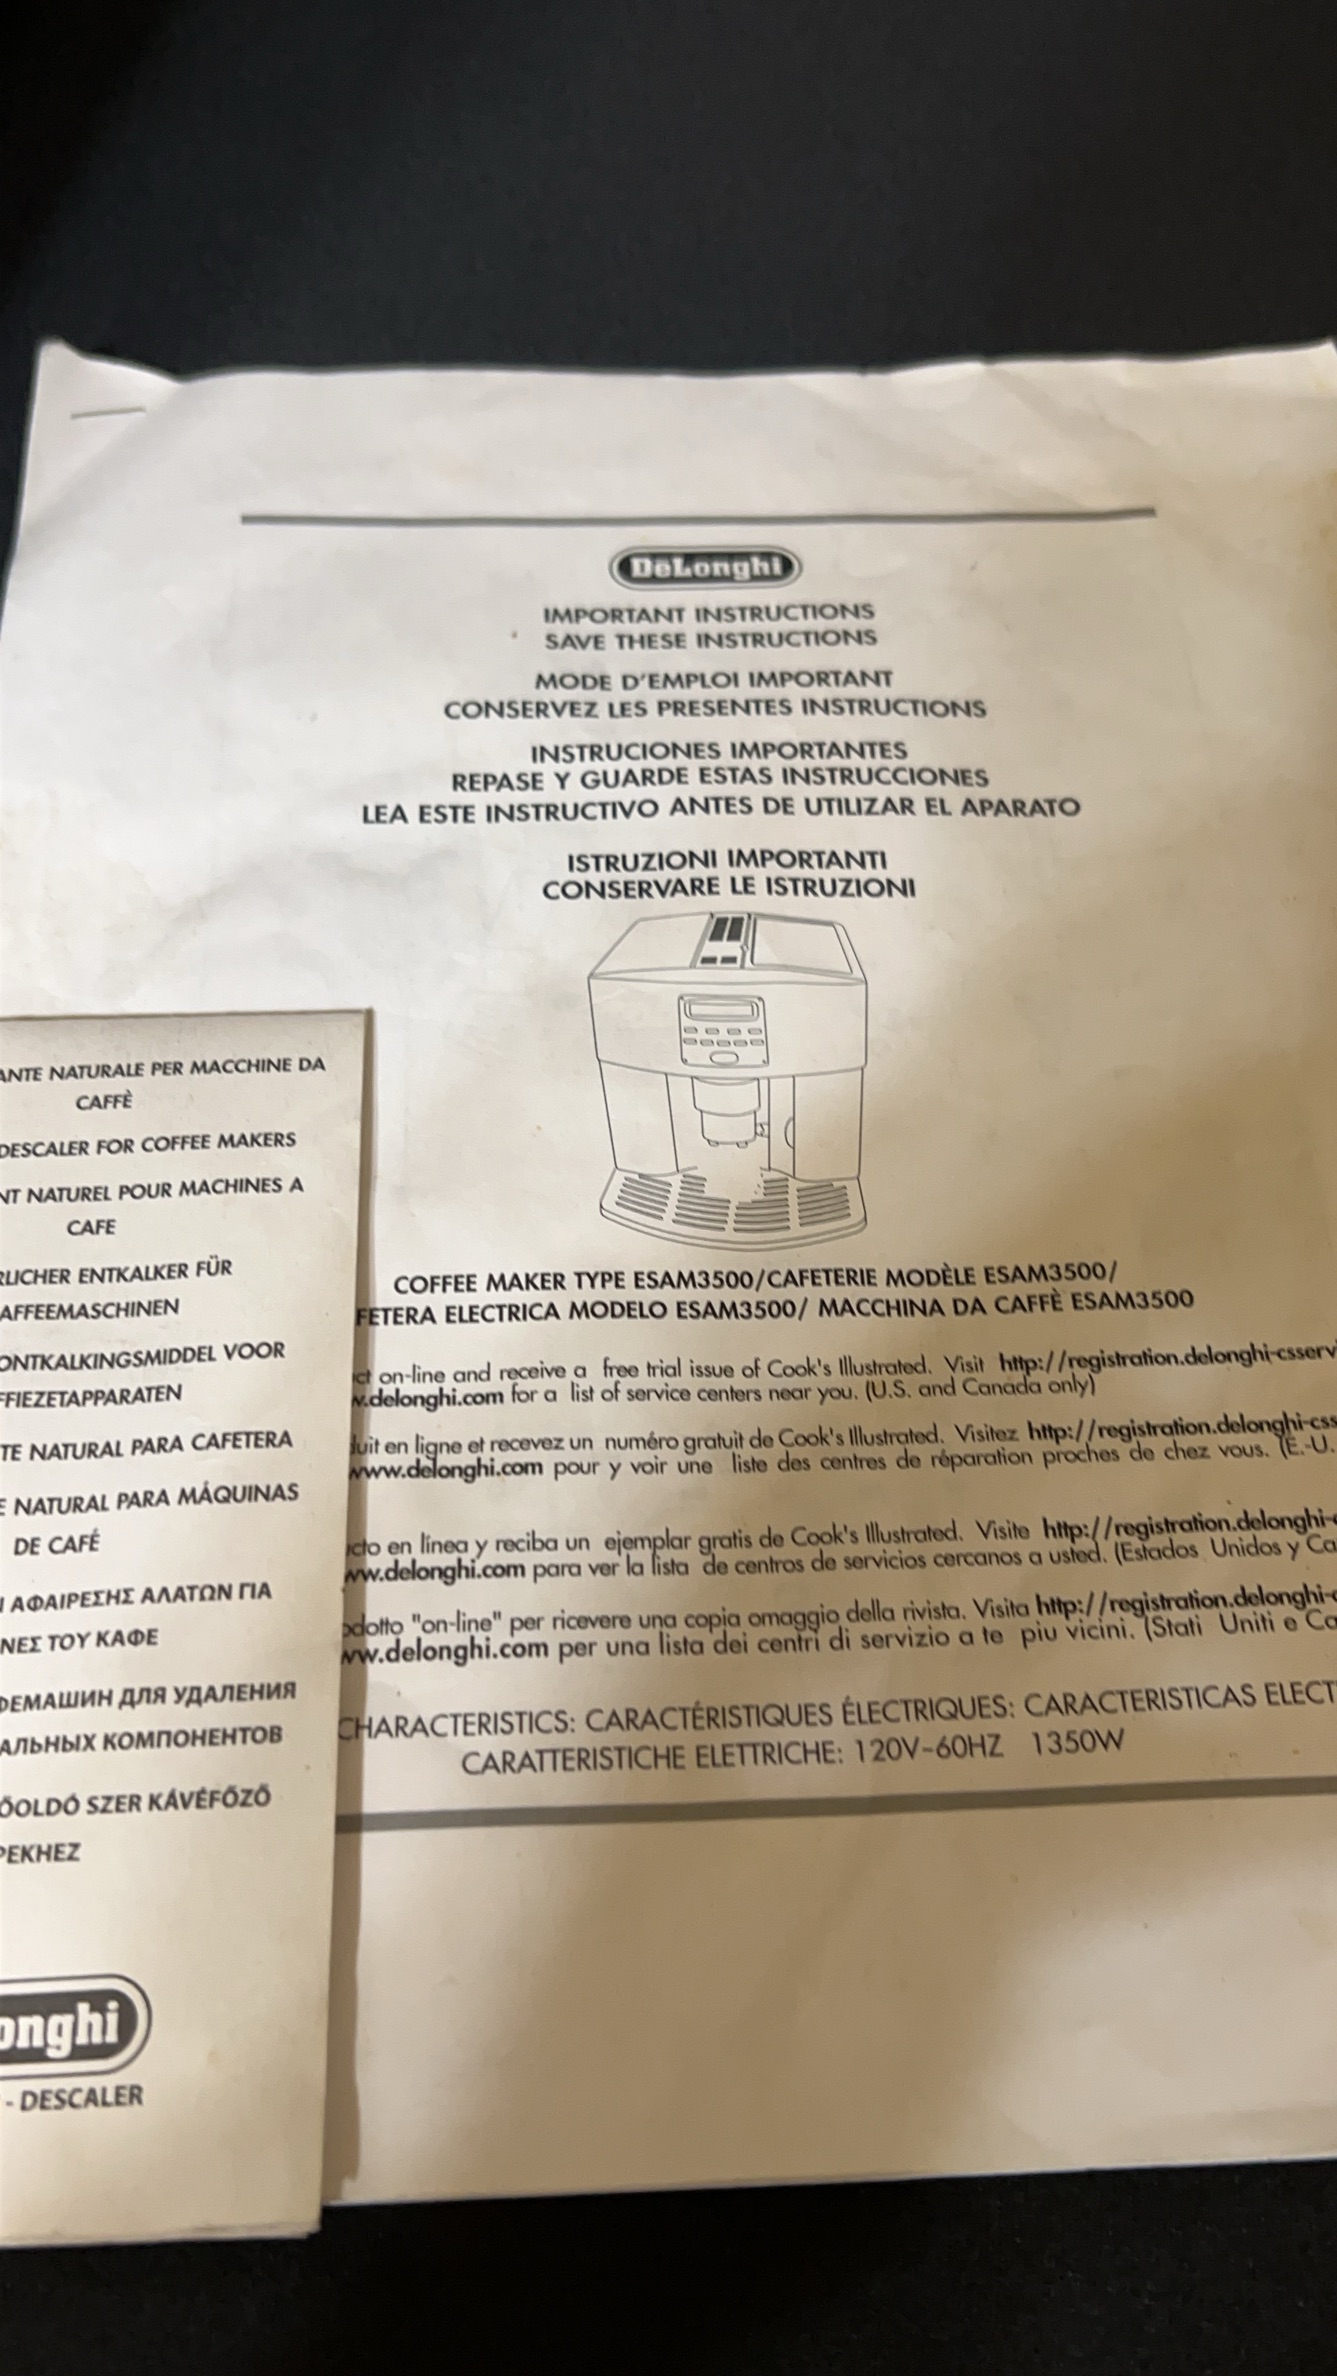 DeLonghi
IMPORTANT INSTRUCTIONS
SAVE THESE INSTRUCTIONS
MODE D'EMPLOI IMPORTANT
CONSERVEZ LES PRESENTES INSTRUCTIONS
INSTRUCIONES IMPORTANTES
REPASE Y GUARDE ESTAS INSTRUCCIONES
LEA ESTE INSTRUCTIVO ANTES DE UTILIZAR EL APARATO
ISTRUZIONI IMPORTANTI
CONSERVARE LE ISTRUZIONI
COFFEE MAKER TYPE ESAM3500/CAFETERIE MODÈLE ESAM3500/
FETERA ELECTRICA MODELO ESAM3500/ MACCHINA DA CAFFÈ ESAM3500
ct on-line and receive a free trial issue of Cook's Illustrated. Visit http://registration.delonghi-csserv
w.delonghi.com for a list of service centers near you. (U.S. and Canada only)
duit en ligne et recevez un numéro gratuit de Cook's Illustrated. Visitez http://registration.delonghi-css
www.delonghi.com pour y voir une liste des centres de réparation proches de chez vous. (E.-U.
cto en línea y reciba un ejemplar gratis de Cook's Illustrated. Visite http://registration.delonghi-c
ww.delonghi.com para ver la lista de centros de servicios cercanos a usted. (Estados Unidos y Ca
odotto "on-line" per ricevere una copia omaggio della rivista. Visita http://registration.delonghi-c
ww.delonghi.com per una lista dei centri di servizio a te piu vicini. (Stati Uniti e Ca
CHARACTERISTICS: CARACTÉRISTIQUES ÉLECTRIQUES: CARACTERISTICAS ELECT
CARATTERISTICHE ELETTRICHE: 120V~60HZ 1350W
ANTE NATURALE PER MACCHINE DA
CAFFÈ
DESCALER FOR COFFEE MAKERS
NT NATUREL POUR MACHINES A
CAFE
RLICHER ENTKALKER FÜR
AFFEEMASCHINEN
ONTKALKINGSMIDDEL VOOR
FFIEZETAPPARATEN
TE NATURAL PARA CAFETERA
E NATURAL PARA MÁQUINAS
DE CAFÉ
Ι ΑΦΑΙΡΕΣΗΣ ΑΛΑΤΩΝ ΓΙΑ
ΝΕΣ ΤΟΥ ΚΑΦΕ
ФЕМАШИН ДЛЯ УДАЛЕНИЯ
АЛЬНЫХ КОМПОНЕНТОВ
ŐOLDÓ SZER KÁVÉFŐZŐ
PEKHEZ
onghi
- DESCALER